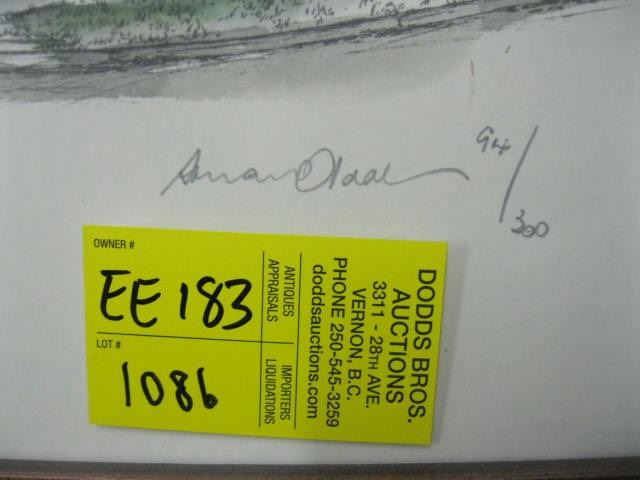 94/300
OWNER #
EE 183
LOT #
1086
ANTIQUES
APPRAISALS
IMPORTERS
LIQUIDATIONS
DODDS BROS.
AUCTIONS
3311 - 28TH AVE.
VERNON, B.C.
PHONE 250-545-3259
doddsauctions.com